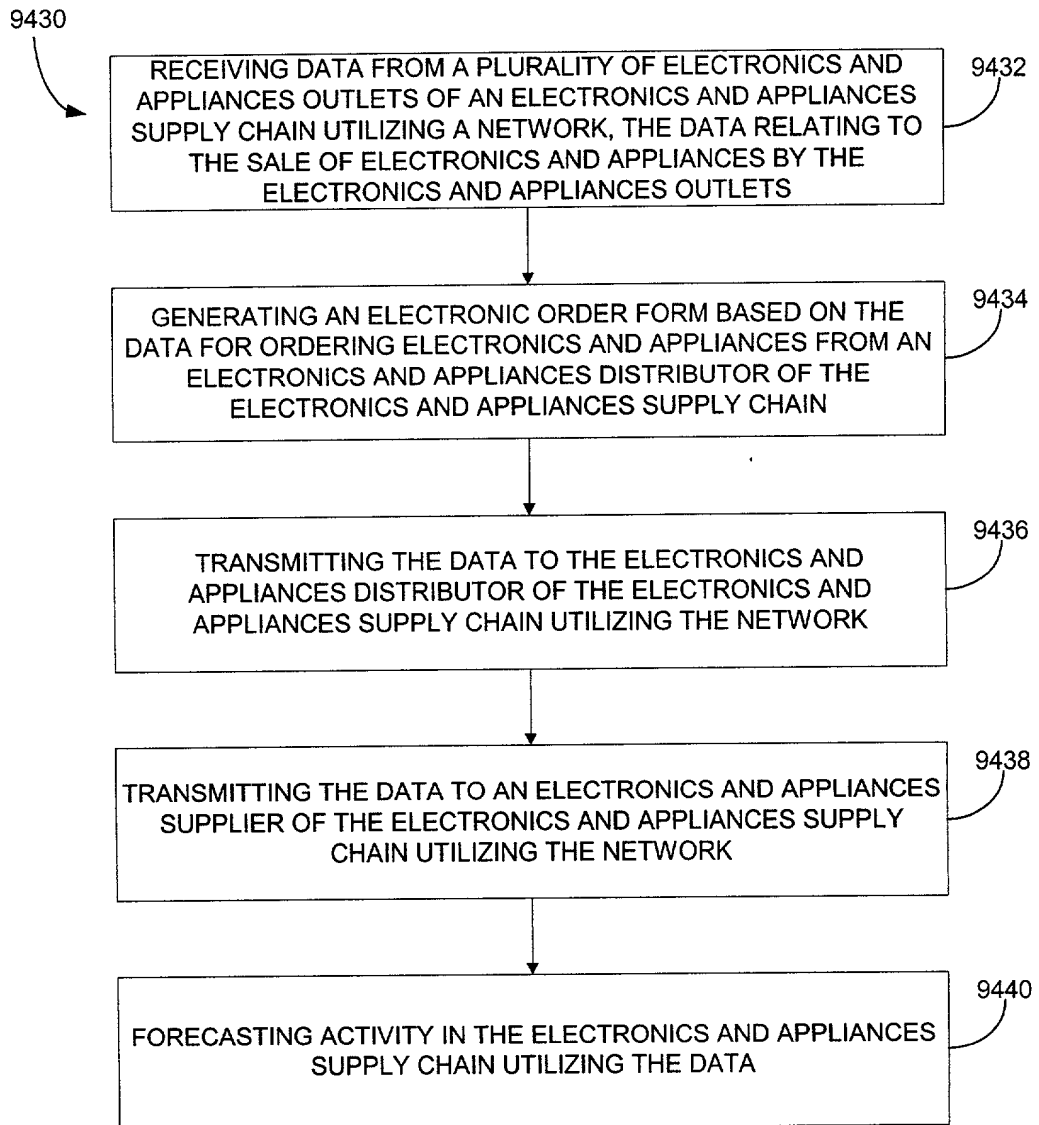 9430
RECEIVING DATA FROM A PLURALITY OF ELECTRONICS AND
APPLIANCES OUTLETS OF AN ELECTRONICS AND APPLIANCES
SUPPLY CHAIN UTILIZING A NETWORK, THE DATA RELATING TO
THE SALE OF ELECTRONICS AND APPLIANCES BY THE
ELECTRONICS AND APPLIANCES OUTLETS
9432
GENERATING AN ELECTRONIC ORDER FORM BASED ON THE
DATA FOR ORDERING ELECTRONICS AND APPLIANCES FROM AN
ELECTRONICS AND APPLIANCES DISTRIBUTOR OF THE
ELECTRONICS AND APPLIANCES SUPPLY CHAIN
9434
TRANSMITTING THE DATA TO THE ELECTRONICS AND
APPLIANCES DISTRIBUTOR OF THE ELECTRONICS AND
APPLIANCES SUPPLY CHAIN UTILIZING THE NETWORK
9436
TRANSMITTING THE DATA TO AN ELECTRONICS AND APPLIANCES
SUPPLIER OF THE ELECTRONICS AND APPLIANCES SUPPLY
CHAIN UTILIZING THE NETWORK
9438
FORECASTING ACTIVITY IN THE ELECTRONICS AND APPLIANCES
SUPPLY CHAIN UTILIZING THE DATA
9440